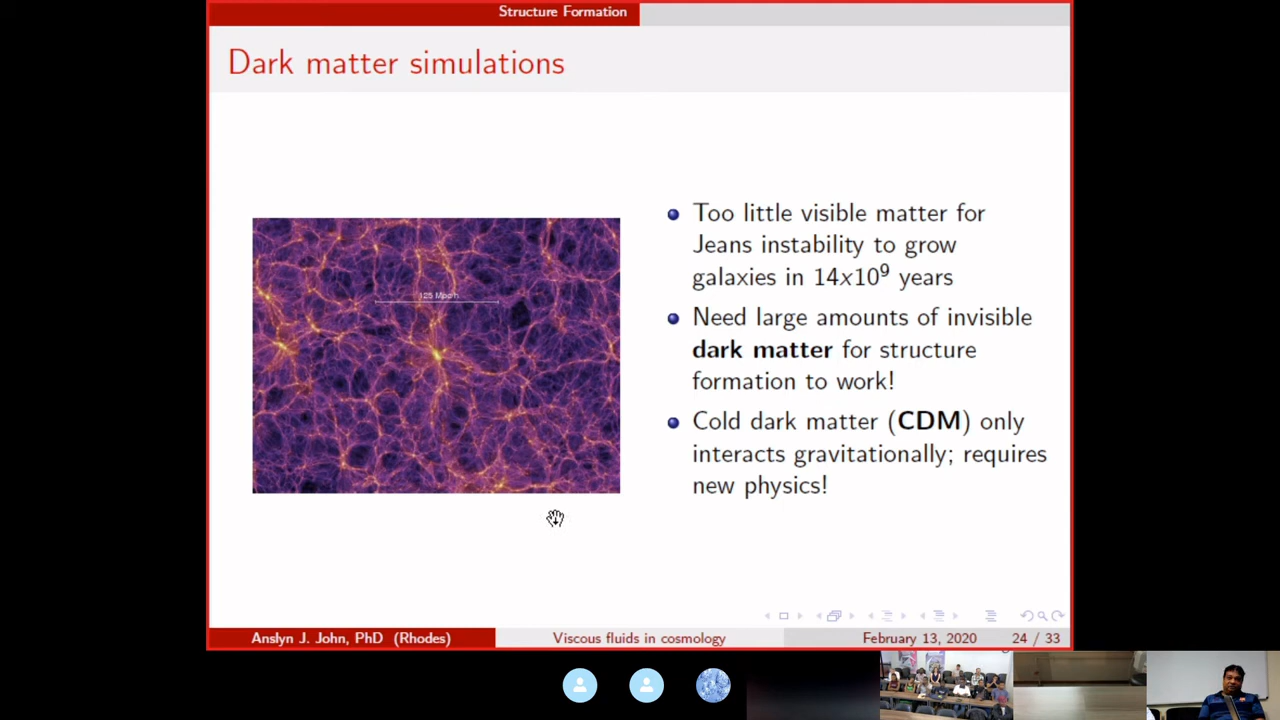 Structure Formation
Dark matter simulations
125 Mpc/h
Too little visible matter for
Jeans instability to grow
galaxies in 14x10⁹ years
Need large amounts of invisible
dark matter for structure
formation to work!
Cold dark matter (CDM) only
interacts gravitationally; requires
new physics!
Anslyn J. John, PhD (Rhodes)
Viscous fluids in cosmology
February 13, 2020
24 / 33